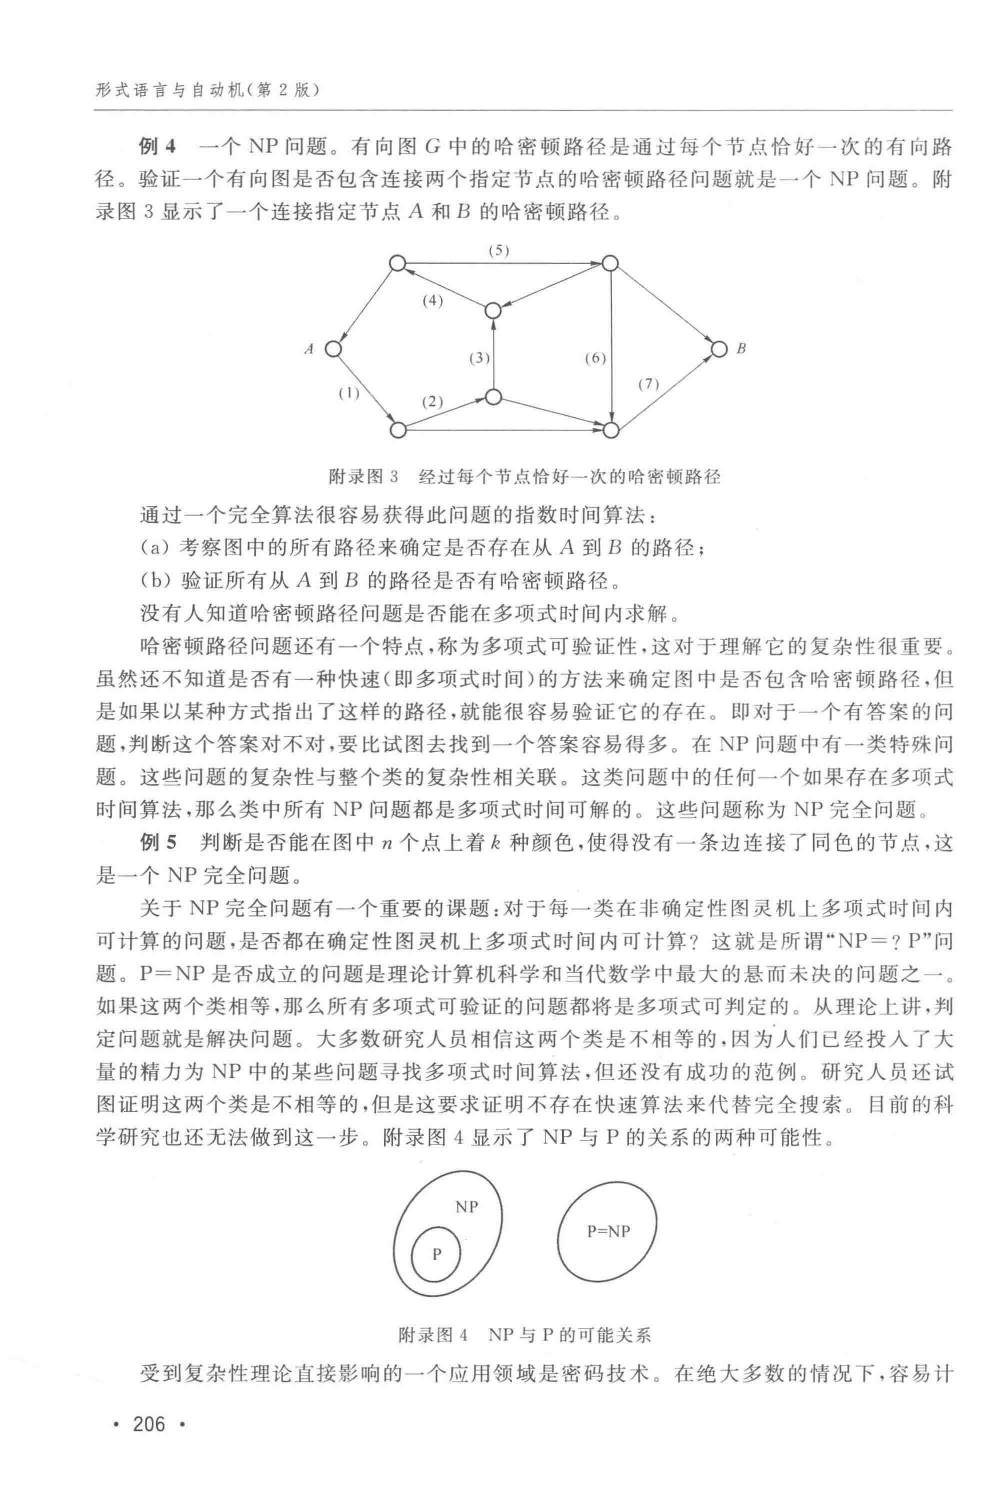 形式语言与自动机(第2版)
例4 一个NP问题。有向图G中的哈密顿路径是通过每个节点恰好一次的有向路
径。验证一个有向图是否包含连接两个指定节点的哈密顿路径问题就是一个NP问题。附
录图3显示了一个连接指定节点A和B的哈密顿路径。
(5)
(4)
A
(3)
(6)
B
(1)
(2)
(7)
附录图3 经过每个节点恰好一次的哈密顿路径
通过一个完全算法很容易获得此问题的指数时间算法：
(a) 考察图中的所有路径来确定是否存在从A到B的路径；
(b) 验证所有从A到B的路径是否有哈密顿路径。
没有人知道哈密顿路径问题是否能在多项式时间内求解。
哈密顿路径问题还有一个特点，称为多项式可验证性，这对于理解它的复杂性很重要。
虽然还不知道是否有一种快速(即多项式时间)的方法来确定图中是否包含哈密顿路径，但
是如果以某种方式指出了这样的路径，就能很容易验证它的存在。即对于一个有答案的问
题，判断这个答案对不对，要比试图去找到一个答案容易得多。在NP问题中有一类特殊问
题。这些问题的复杂性与整个类的复杂性相关联。这类问题中的任何一个如果存在多项式
时间算法，那么类中所有NP问题都是多项式时间可解的。这些问题称为NP完全问题。
例5 判断是否能在图中n个点上着k种颜色，使得没有一条边连接了同色的节点，这
是一个NP完全问题。
关于NP完全问题有一个重要的课题：对于每一类在非确定性图灵机上多项式时间内
可计算的问题，是否都在确定性图灵机上多项式时间内可计算？这就是所谓“NP=？P”问
题。P=NP是否成立的问题是理论计算机科学和当代数学中最大的悬而未决的问题之一。
如果这两个类相等，那么所有多项式可验证的问题都将是多项式可判定的。从理论上讲，判
定问题就是解决问题。大多数研究人员相信这两个类是不相等的，因为人们已经投入了大
量的精力为NP中的某些问题寻找多项式时间算法，但还没有成功的范例。研究人员还试
图证明这两个类是不相等的，但是这要求证明不存在快速算法来代替完全搜索。目前的科
学研究也还无法做到这一步。附录图4显示了NP与P的关系的两种可能性。
NP
P
P=NP
附录图4 NP与P的可能关系
受到复杂性理论直接影响的一个应用领域是密码技术。在绝大多数的情况下，容易计
· 206 ·